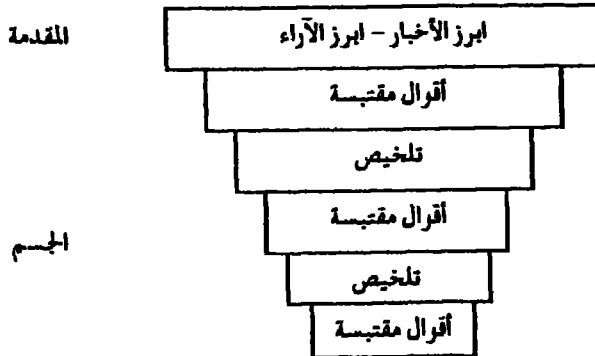 المقدمة
ابرز الأخبار – ابرز الآراء
أقوال مقتبسة
تلخيص
أقوال مقتبسة
الجسم
تلخيص
أقوال مقتبسة